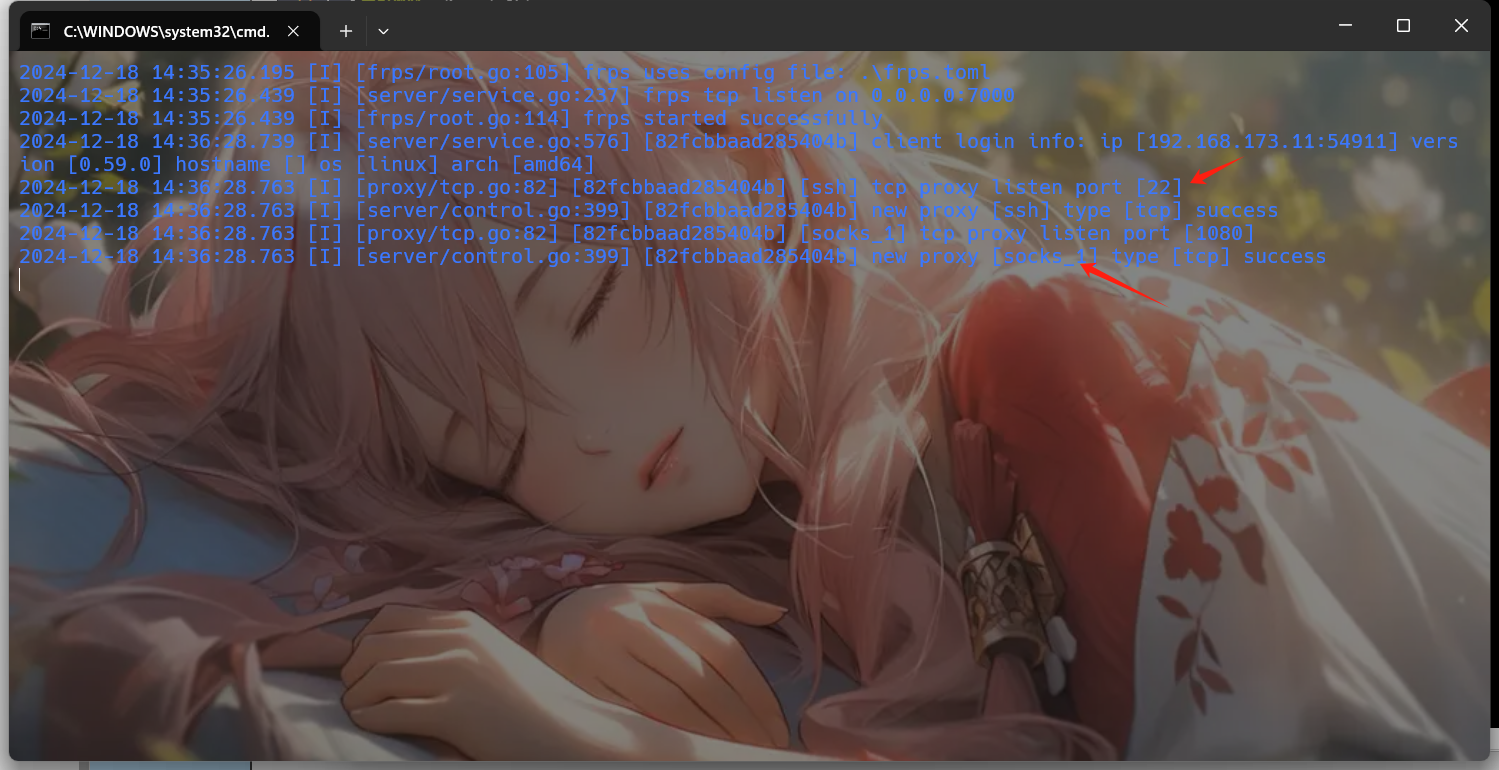 C:\WINDOWS\system32\cmd.
2024-12-18 14:35:26.195 [I] [frps/root.go:105] frps uses config file: .\frps.toml
2024-12-18 14:35:26.439 [I] [server/service.go:237] frps tcp listen on 0.0.0.0:7000
2024-12-18 14:35:26.439 [I] [frps/root.go:114] frps started successfully
2024-12-18 14:36:28.739 [I] [server/service.go:576] [82fcbbaad285404b] client login info: ip [192.168.173.11:54911] vers
ion [0.59.0] hostname [] os [linux] arch [amd64]
2024-12-18 14:36:28.763 [I] [proxy/tcp.go:82] [82fcbbaad285404b] [ssh] tcp proxy listen port [22]
2024-12-18 14:36:28.763 [I] [server/control.go:399] [82fcbbaad285404b] new proxy [ssh] type [tcp] success
2024-12-18 14:36:28.763 [I] [proxy/tcp.go:82] [82fcbbaad285404b] [socks_1] tcp proxy listen port [1080]
2024-12-18 14:36:28.763 [I] [server/control.go:399] [82fcbbaad285404b] new proxy [socks_1] type [tcp] success